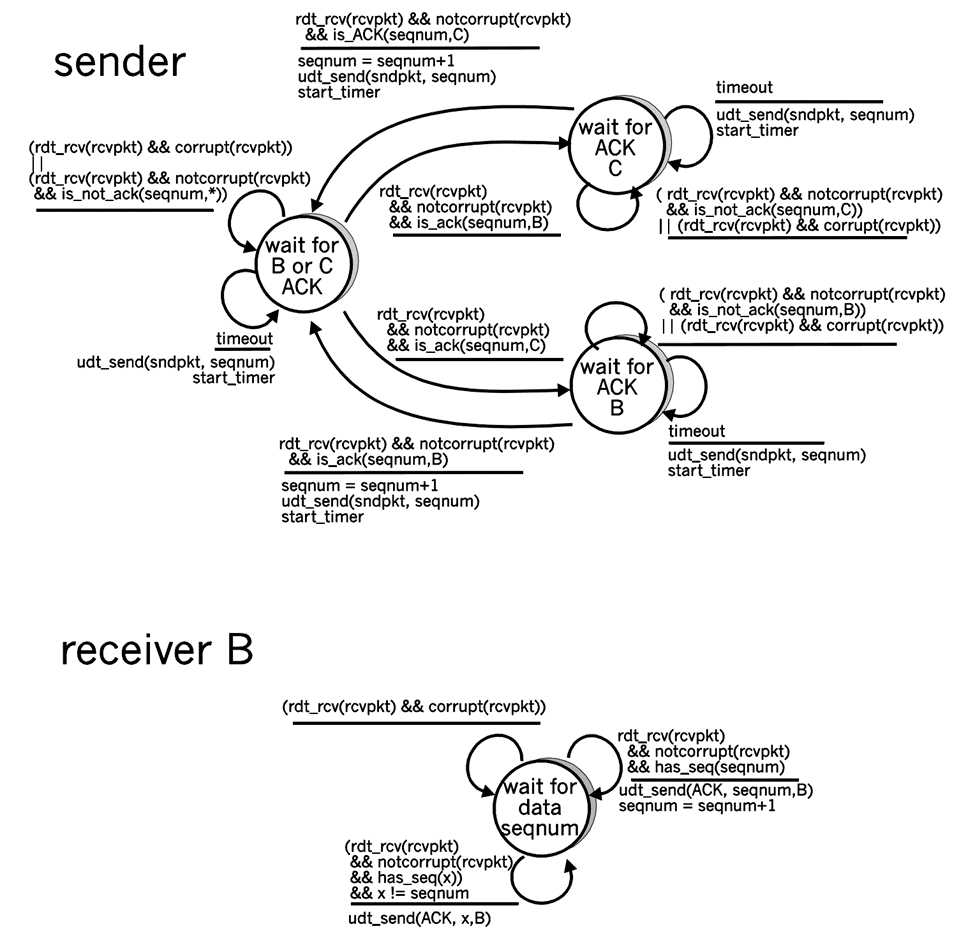 sender
rdt_rcv(rcvpkt) && notcorrupt(rcvpkt)
&& is_ACK(seqnum,C)
seqnum = seqnum+1
udt_send(sndpkt, seqnum)
start_timer
timeout
udt_send(sndpkt, seqnum)
start_timer
wait for
ACK
C
(rdt_rcv(rcvpkt) && corrupt(rcvpkt))
||
(rdt_rcv(rcvpkt) && notcorrupt(rcvpkt)
&& is_not_ack(seqnum,*))
rdt_rcv(rcvpkt)
&& notcorrupt(rcvpkt)
&& is_ack(seqnum,B)
( rdt_rcv(rcvpkt) && notcorrupt(rcvpkt)
&& is_not_ack(seqnum,C))
|| (rdt_rcv(rcvpkt) && corrupt(rcvpkt))
wait for
B or C
ACK
timeout
udt_send(sndpkt, seqnum)
start_timer
rdt_rcv(rcvpkt)
&& notcorrupt(rcvpkt)
&& is_ack(seqnum,C)
( rdt_rcv(rcvpkt) && notcorrupt(rcvpkt)
&& is_not_ack(seqnum,B))
|| (rdt_rcv(rcvpkt) && corrupt(rcvpkt))
wait for
ACK
B
timeout
udt_send(sndpkt, seqnum)
start_timer
rdt_rcv(rcvpkt) && notcorrupt(rcvpkt)
&& is_ack(seqnum,B)
seqnum = seqnum+1
udt_send(sndpkt, seqnum)
start_timer
receiver B
(rdt_rcv(rcvpkt) && corrupt(rcvpkt))
rdt_rcv(rcvpkt)
&& notcorrupt(rcvpkt)
&& has_seq(seqnum)
udt_send(ACK, seqnum,B)
seqnum = seqnum+1
wait for
data
seqnum
(rdt_rcv(rcvpkt)
&& notcorrupt(rcvpkt)
&& has_seq(x))
&& x != seqnum
udt_send(ACK, x,B)